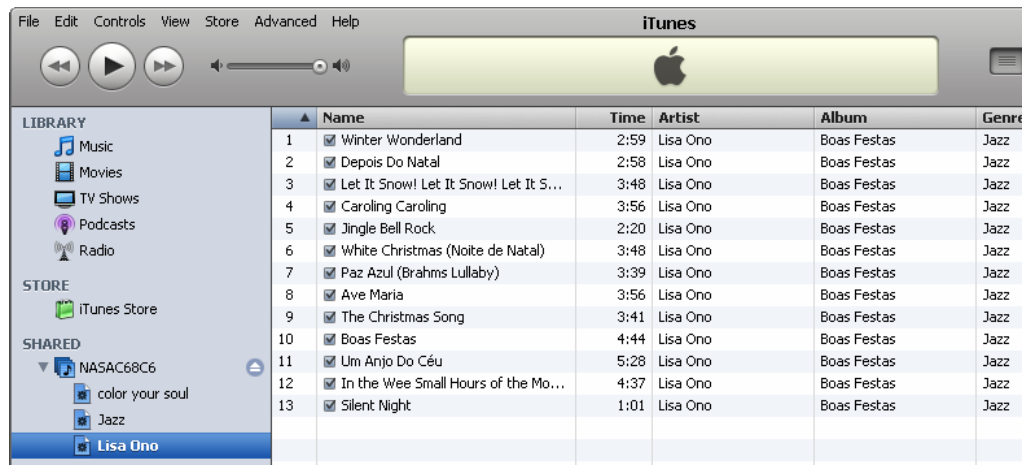 File Edit Controls View Store Advanced Help
iTunes
LIBRARY
Music
Movies
TV Shows
Podcasts
Radio
STORE
iTunes Store
SHARED
NASAC68C6
color your soul
Jazz
Lisa Ono
Name Time Artist Album Genre
1 Winter Wonderland 2:59 Lisa Ono Boas Festas Jazz
2 Depois Do Natal 2:58 Lisa Ono Boas Festas Jazz
3 Let It Snow! Let It Snow! Let It S... 3:48 Lisa Ono Boas Festas Jazz
4 Caroling Caroling 3:56 Lisa Ono Boas Festas Jazz
5 Jingle Bell Rock 2:20 Lisa Ono Boas Festas Jazz
6 White Christmas (Noite de Natal) 3:48 Lisa Ono Boas Festas Jazz
7 Paz Azul (Brahms Lullaby) 3:39 Lisa Ono Boas Festas Jazz
8 Ave Maria 3:56 Lisa Ono Boas Festas Jazz
9 The Christmas Song 3:41 Lisa Ono Boas Festas Jazz
10 Boas Festas 4:44 Lisa Ono Boas Festas Jazz
11 Um Anjo Do Céu 5:28 Lisa Ono Boas Festas Jazz
12 In the Wee Small Hours of the Mo... 4:37 Lisa Ono Boas Festas Jazz
13 Silent Night 1:01 Lisa Ono Boas Festas Jazz